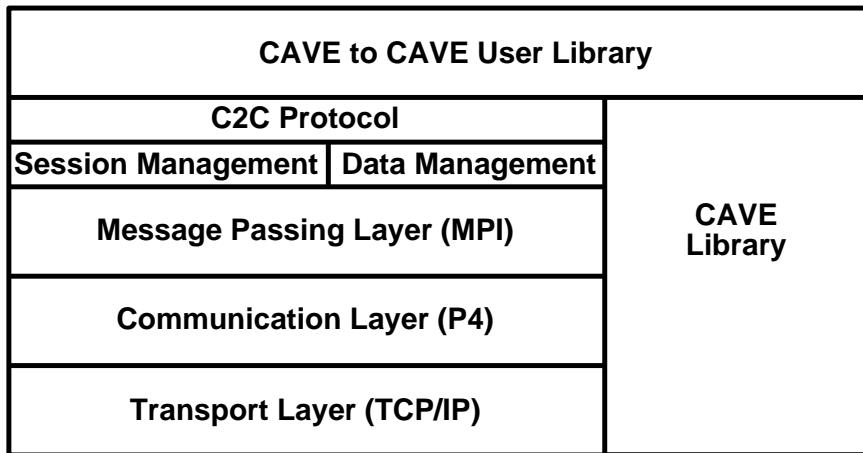 CAVE to CAVE User Library
C2C Protocol
Session Management
Data Management
Message Passing Layer (MPI)
Communication Layer (P4)
Transport Layer (TCP/IP)
CAVE
Library